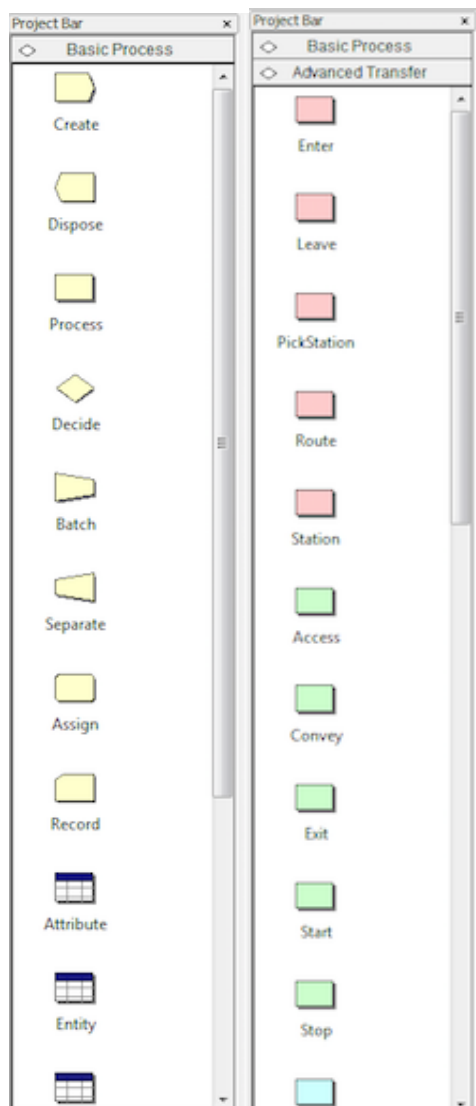 Project Bar
Basic Process
Create
Dispose
Process
Decide
Batch
Separate
Assign
Record
Attribute
Entity
Project Bar
Basic Process
Advanced Transfer
Enter
Leave
PickStation
Route
Station
Access
Convey
Exit
Start
Stop